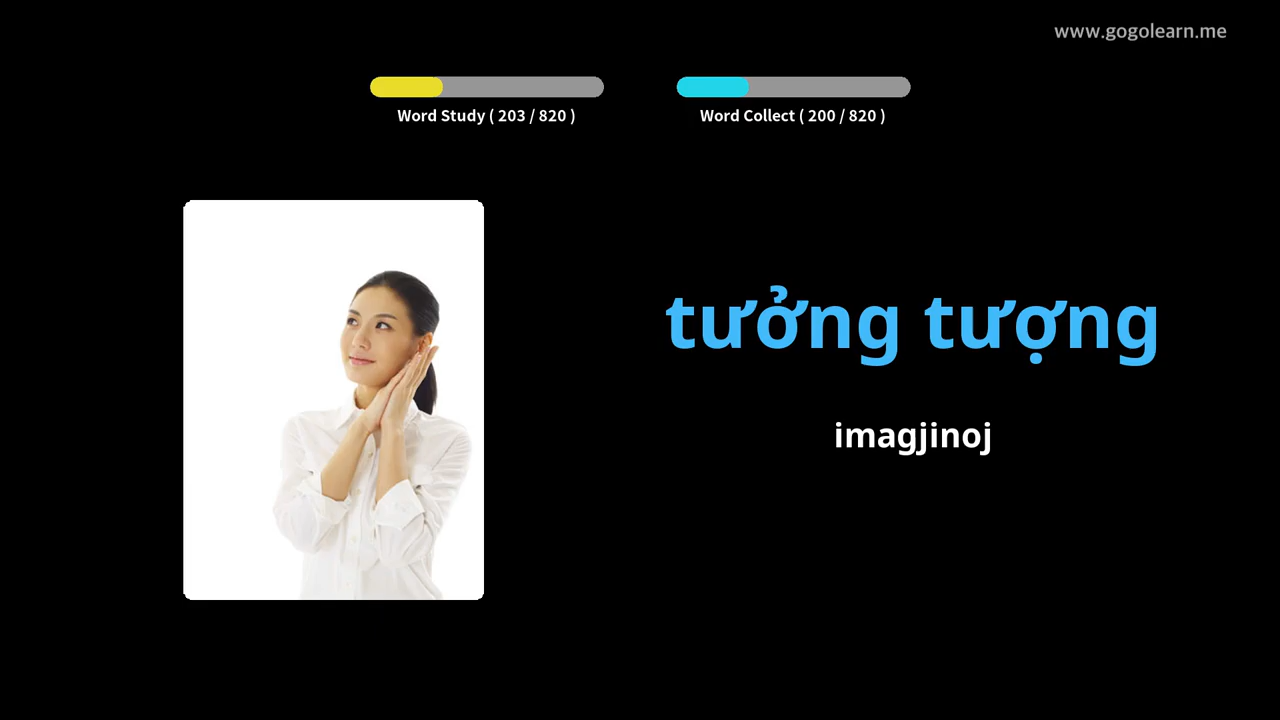 www.gogolearn.me
Word Study ( 203 / 820 )
Word Collect ( 200 / 820 )
tưởng tượng
imagjinoj